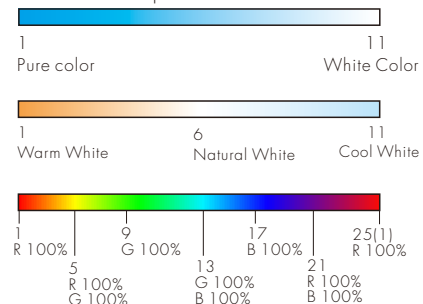 1 11
Pure color White Color
1 6 11
Warm White Natural White Cool White
1 9 17 25(1)
R 100% G 100% B 100% R 100%
5 13 21
R 100% G 100% R 100%
G 100% B 100% B 100%